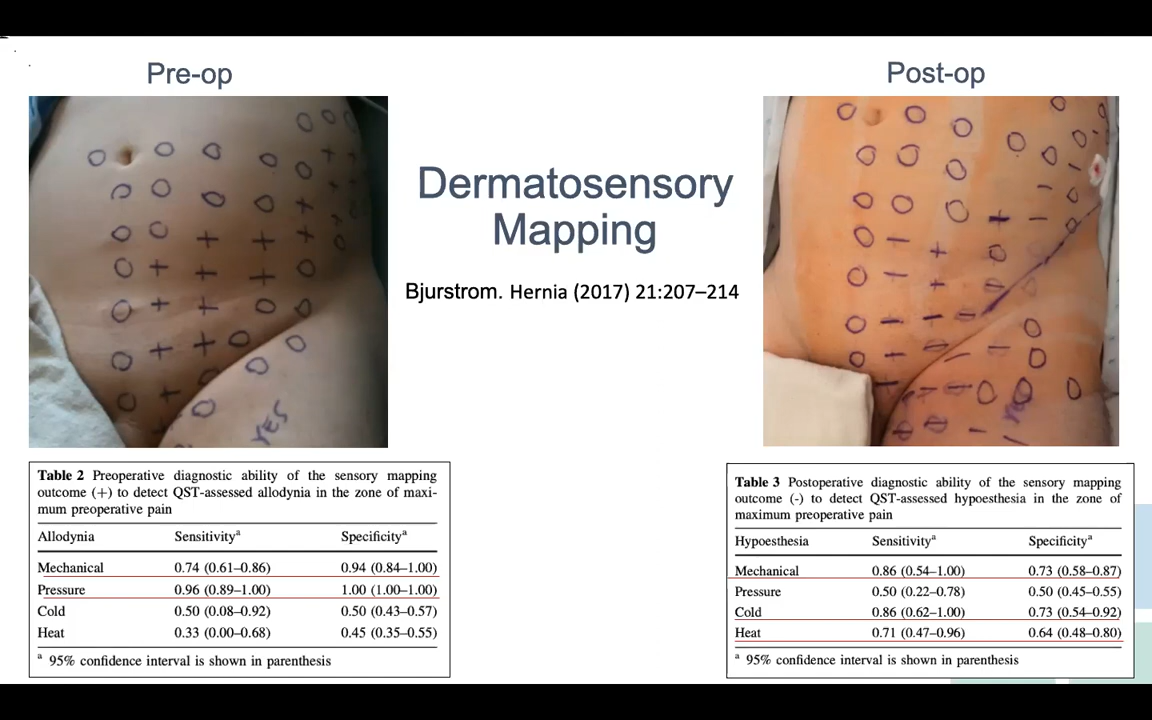 Pre-op
Post-op
Dermatosensory
Mapping
Bjurstrom. Hernia (2017) 21:207–214
YES
Table 2 Preoperative diagnostic ability of the sensory mapping
outcome (+) to detect QST-assessed allodynia in the zone of maxi-
mum preoperative pain
Allodynia Sensitivityᵃ Specificityᵃ
Mechanical 0.74 (0.61–0.86) 0.94 (0.84–1.00)
Pressure 0.96 (0.89–1.00) 1.00 (1.00–1.00)
Cold 0.50 (0.08–0.92) 0.50 (0.43–0.57)
Heat 0.33 (0.00–0.68) 0.45 (0.35–0.55)
ᵃ 95% confidence interval is shown in parenthesis
Table 3 Postoperative diagnostic ability of the sensory mapping
outcome (-) to detect QST-assessed hypoesthesia in the zone of
maximum preoperative pain
Hypoesthesia Sensitivityᵃ Specificityᵃ
Mechanical 0.86 (0.54–1.00) 0.73 (0.58–0.87)
Pressure 0.50 (0.22–0.78) 0.50 (0.45–0.55)
Cold 0.86 (0.62–1.00) 0.73 (0.54–0.92)
Heat 0.71 (0.47–0.96) 0.64 (0.48–0.80)
ᵃ 95% confidence interval is shown in parenthesis